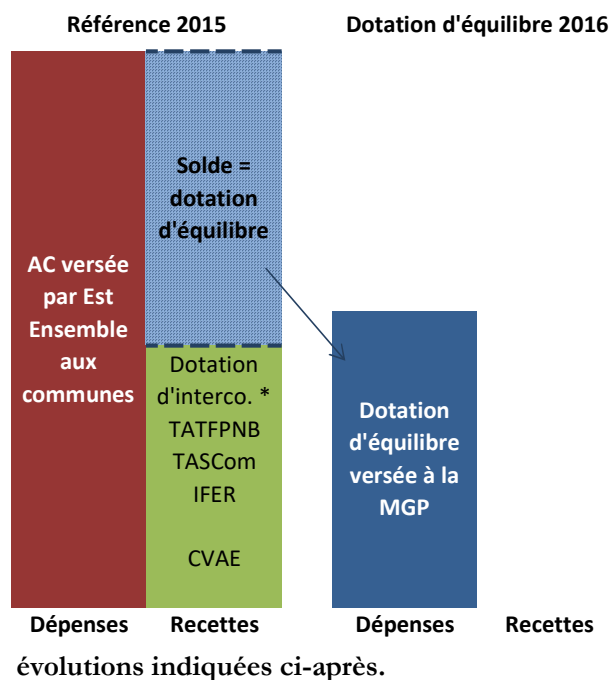 Référence 2015
Dotation d'équilibre 2016
AC versée
par Est
Ensemble
aux
communes
Solde =
dotation
d'équilibre
Dotation
d'interco. *
TATFPNB
TASCom
IFER
CVAE
Dotation
d'équilibre
versée à la
MGP
Dépenses
Recettes
Dépenses
Recettes
évolutions indiquées ci-après.